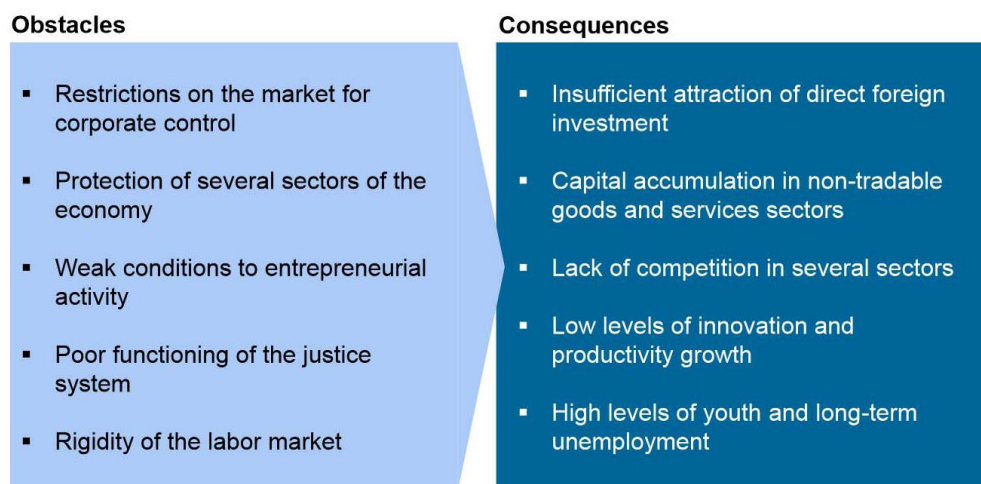 Obstacles
▪ Restrictions on the market for
corporate control
▪ Protection of several sectors of the
economy
▪ Weak conditions to entrepreneurial
activity
▪ Poor functioning of the justice
system
▪ Rigidity of the labor market
Consequences
▪ Insufficient attraction of direct foreign
investment
▪ Capital accumulation in non-tradable
goods and services sectors
▪ Lack of competition in several sectors
▪ Low levels of innovation and
productivity growth
▪ High levels of youth and long-term
unemployment